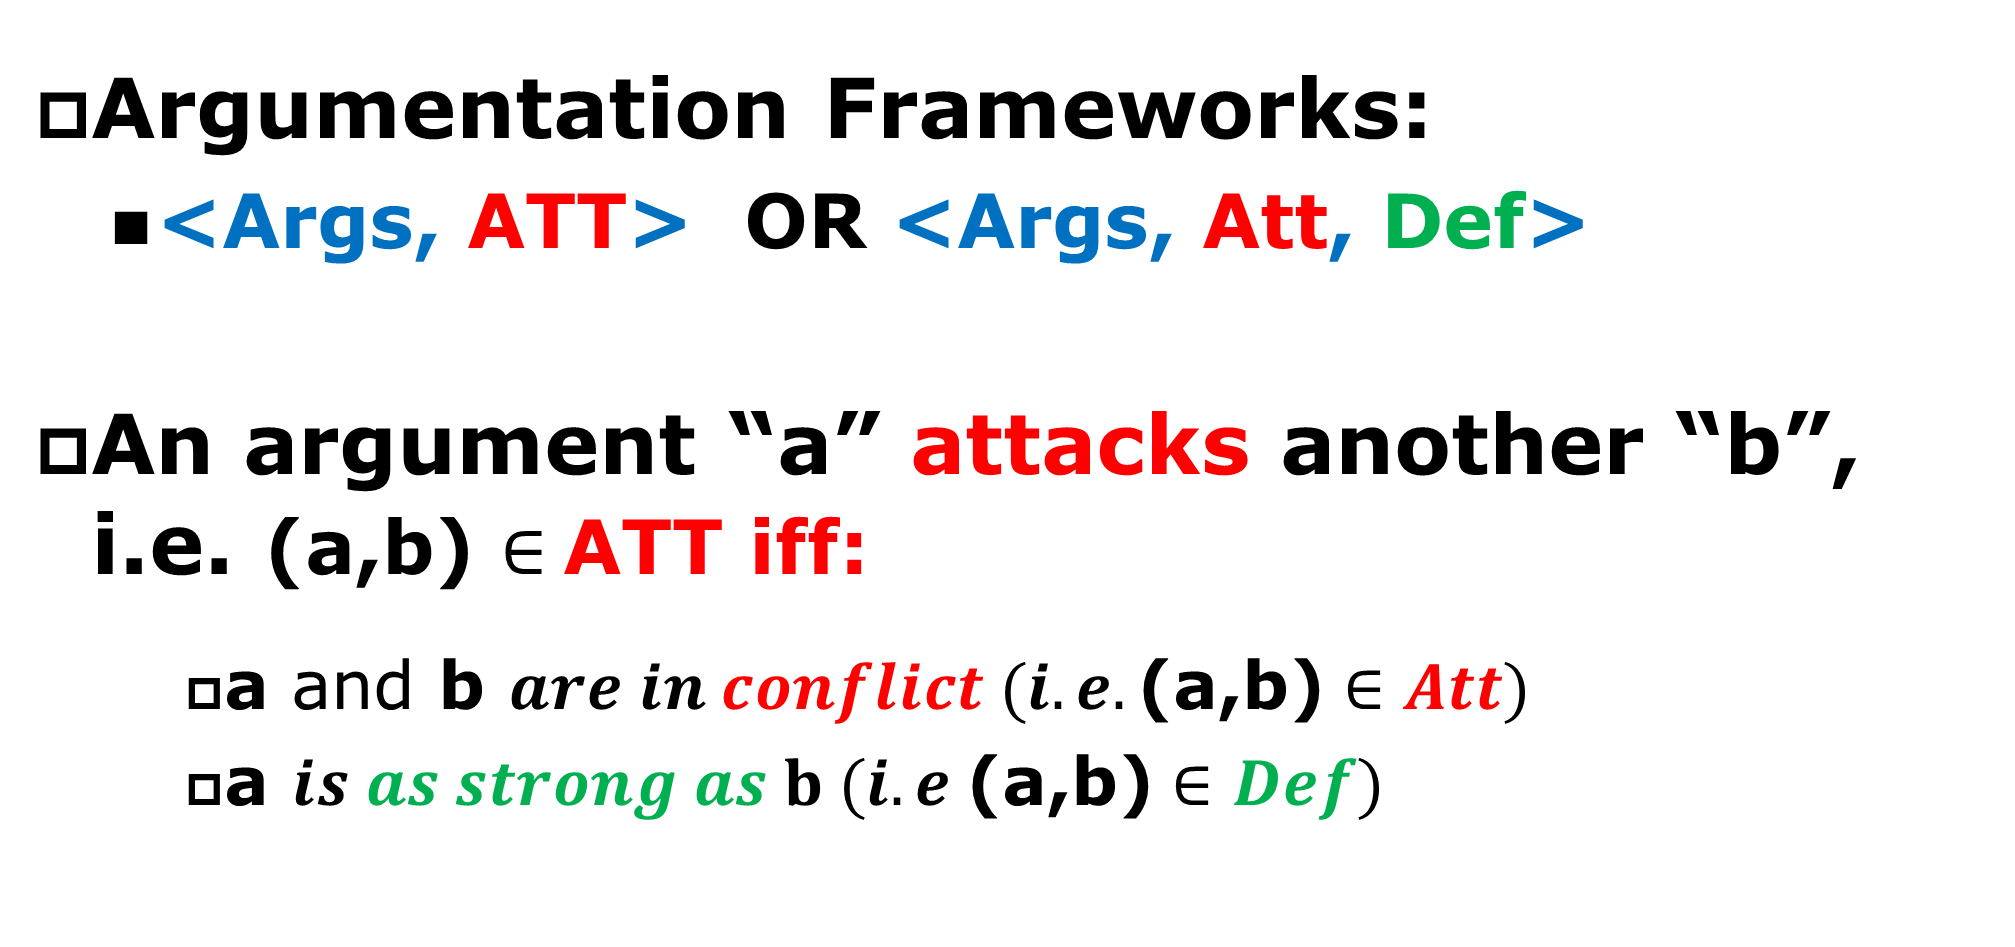 Argumentation Frameworks:
<Args, ATT> OR <Args, Att, Def>
An argument “a” attacks another “b”,
i.e. (a,b) ∈ ATT iff:
a and b are in conflict (i.e. (a,b) ∈ Att)
a is as strong as b (i.e (a,b) ∈ Def)